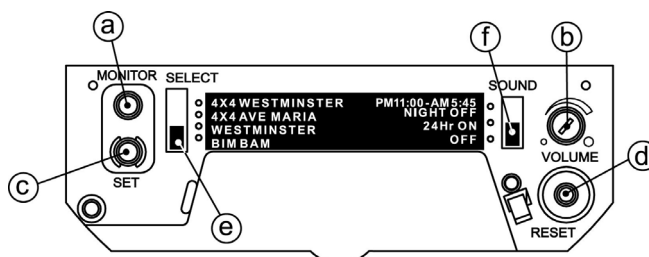 a
f
b
MONITOR
SELECT
SOUND
4X4 WESTMINSTER PM11:00-AM5:45
4X4 AVE MARIA NIGHT OFF
WESTMINSTER 24Hr ON
BIM BAM OFF
VOLUME
c
SET
e
d
RESET